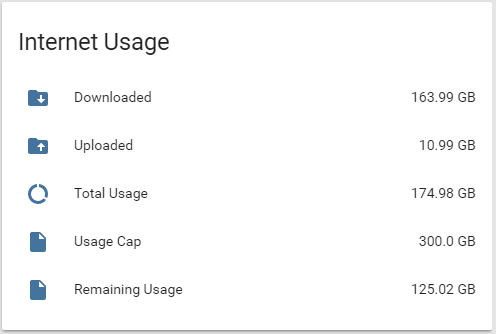 Internet Usage
Downloaded 163.99 GB
Uploaded 10.99 GB
Total Usage 174.98 GB
Usage Cap 300.0 GB
Remaining Usage 125.02 GB